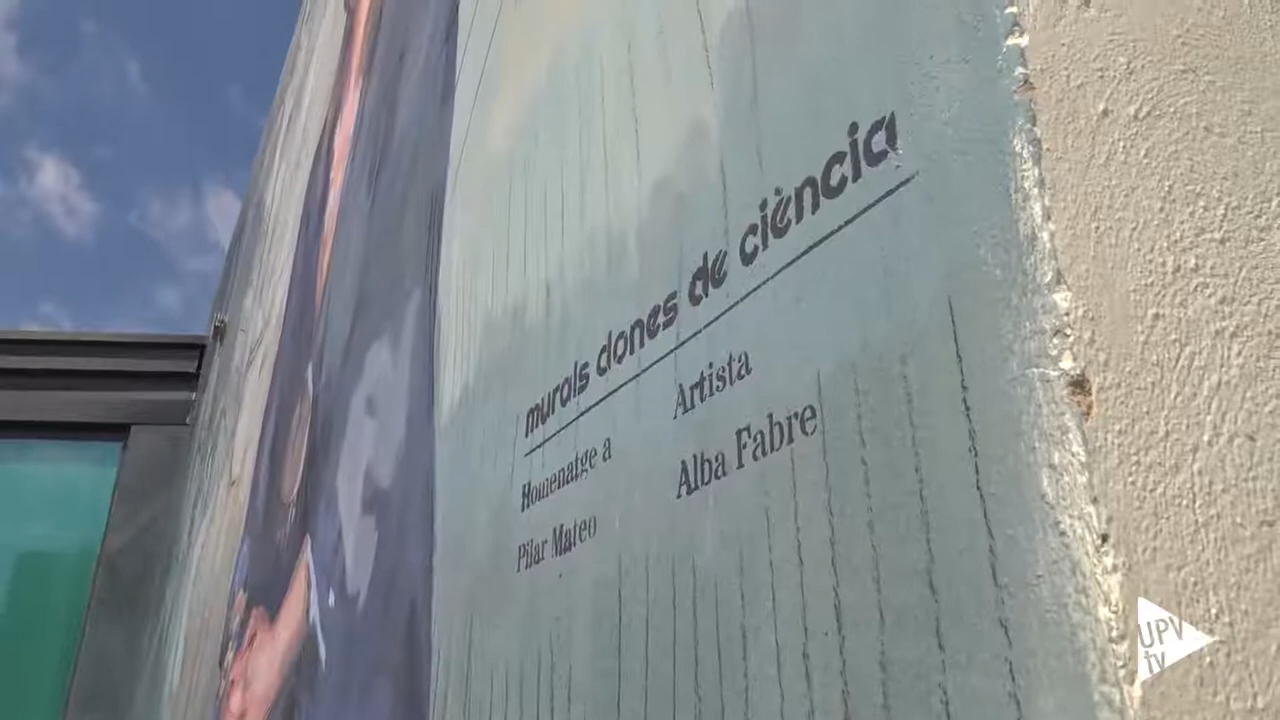 murals dones de ciència
Homenatge a
Pilar Mateo
Artista
Alba Fabre
UPV
tv